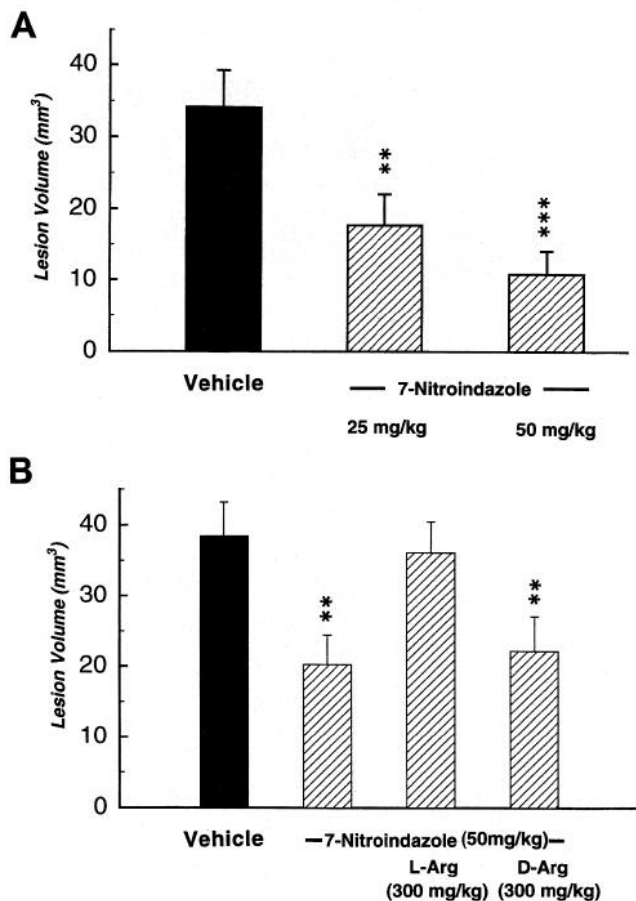 A
Lesion Volume (mm³)
40
30
20
10
0
**
***
Vehicle
7-Nitroindazole
25 mg/kg
50 mg/kg
B
Lesion Volume (mm³)
40
30
20
10
0
**
**
Vehicle
7-Nitroindazole (50mg/kg)
L-Arg
(300 mg/kg)
D-Arg
(300 mg/kg)